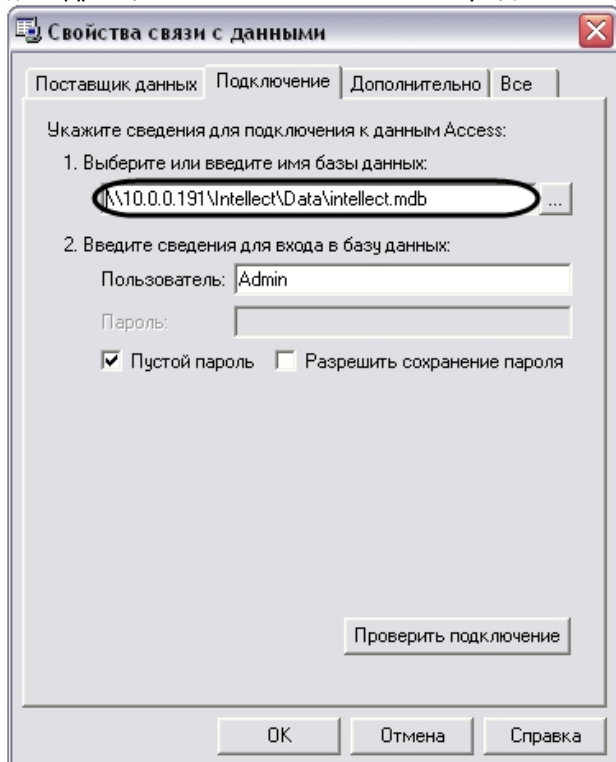 Свойства связи с данными
Поставщик данных Подключение Дополнительно Все
Укажите сведения для подключения к данным Access:
1. Выберите или введите имя базы данных:
\\10.0.0.191\Intellect\Data\intellect.mdb ...
2. Введите сведения для входа в базу данных:
Пользователь: Admin
Пароль:
Пустой пароль Разрешить сохранение пароля
Проверить подключение
OK Отмена Справка